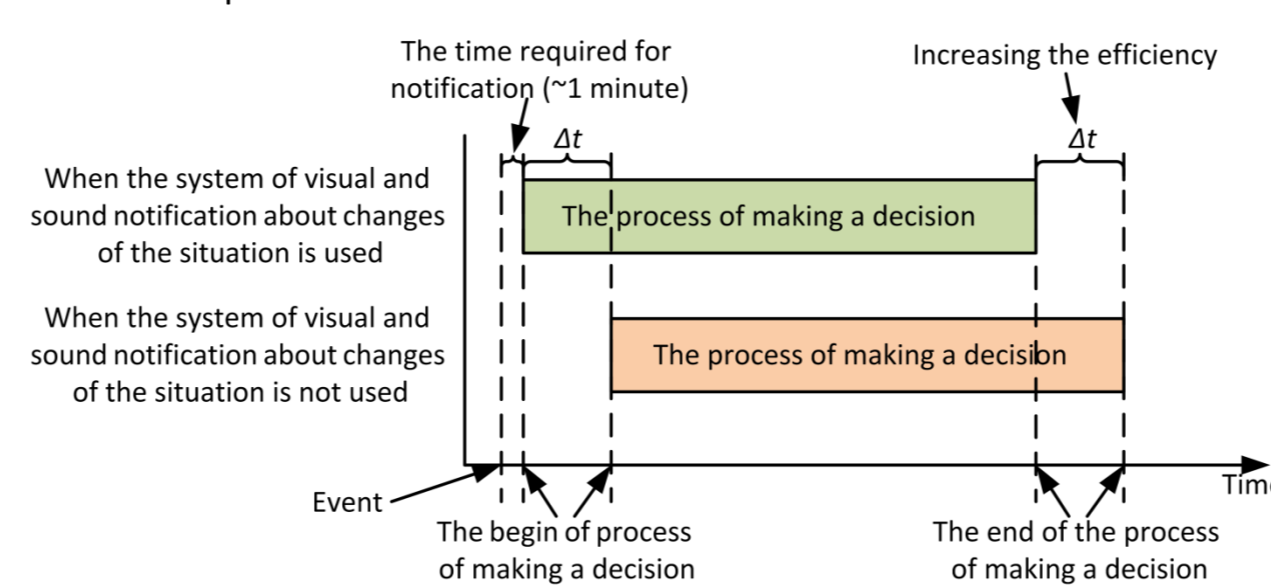 The time required for
notification (~1 minute)
Increasing the efficiency
Δt
Δt
When the system of visual and
sound notification about changes
of the situation is used
The process of making a decision
When the system of visual and
sound notification about changes
of the situation is not used
The process of making a decision
Event
The begin of process
of making a decision
The end of the process
of making a decision